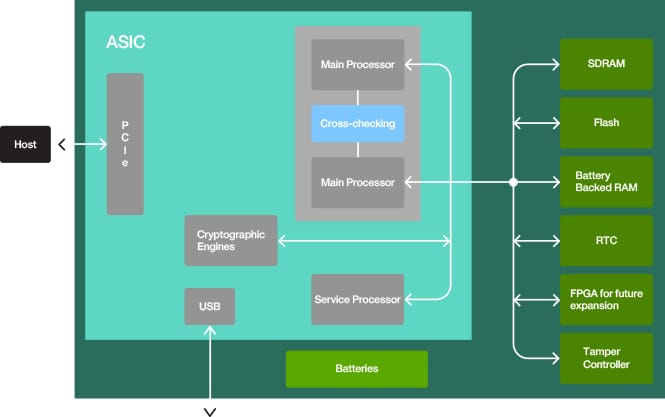 ASIC
Main Processor
SDRAM
PCIe
Cross-checking
Flash
Host
Main Processor
Battery
Backed RAM
Cryptographic
Engines
RTC
USB
Service Processor
FPGA for future
expansion
Batteries
Tamper
Controller